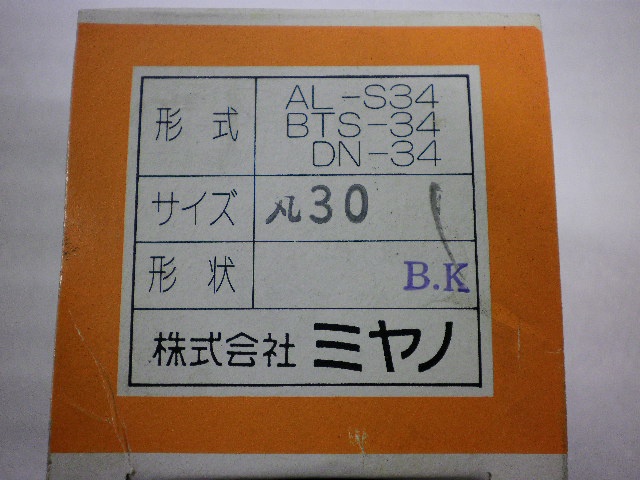 形式 AL-S34
BTS-34
DN-34
サイズ 丸30
形状 B.K
株式会社 ミヤノ